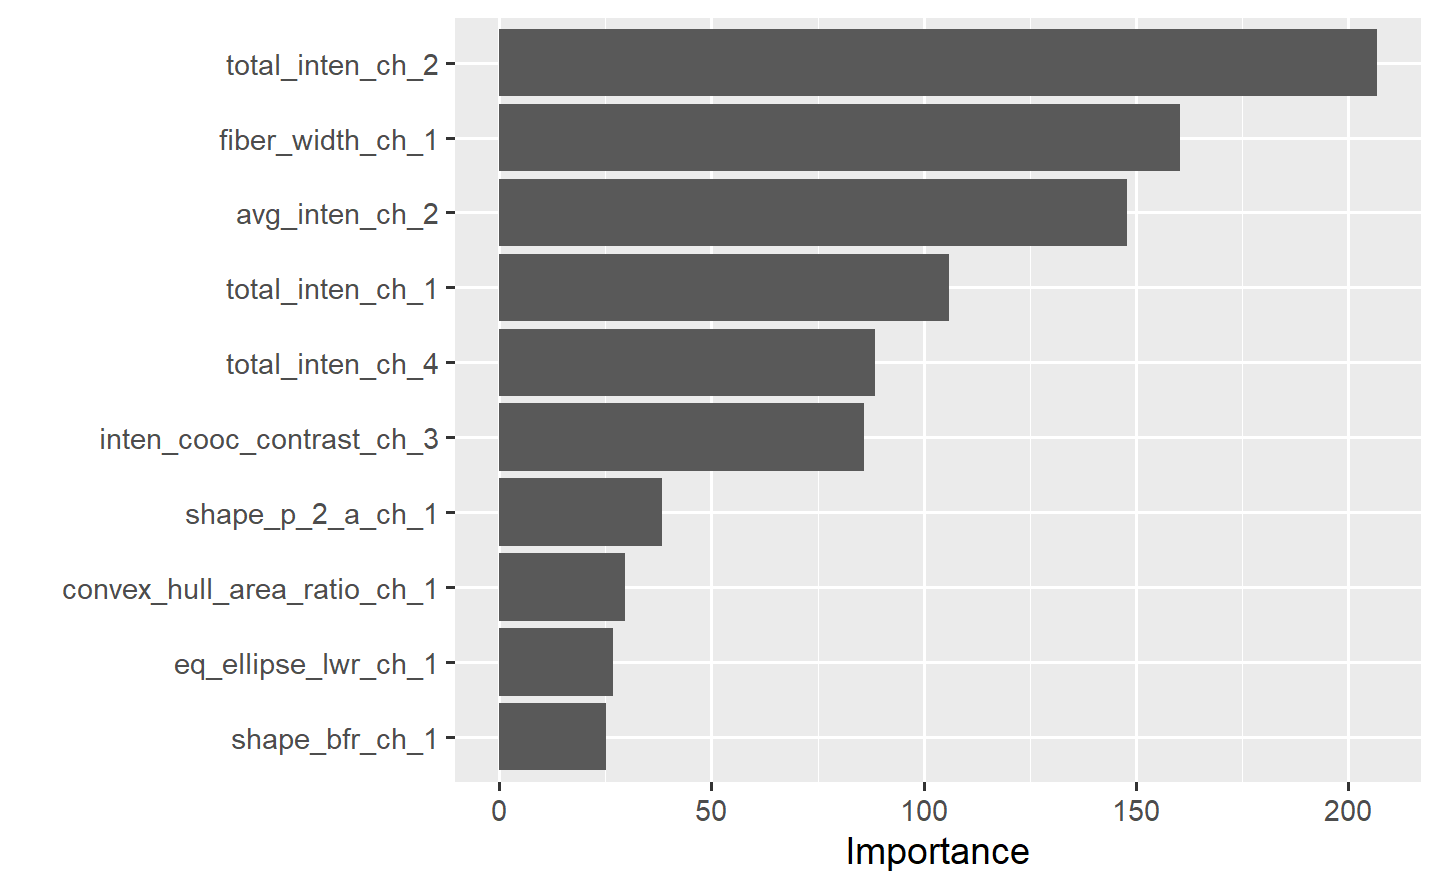 total_inten_ch_2
fiber_width_ch_1
avg_inten_ch_2
total_inten_ch_1
total_inten_ch_4
inten_cooc_contrast_ch_3
shape_p_2_a_ch_1
convex_hull_area_ratio_ch_1
eq_ellipse_lwr_ch_1
shape_bfr_ch_1
0 50 100 150 200
Importance